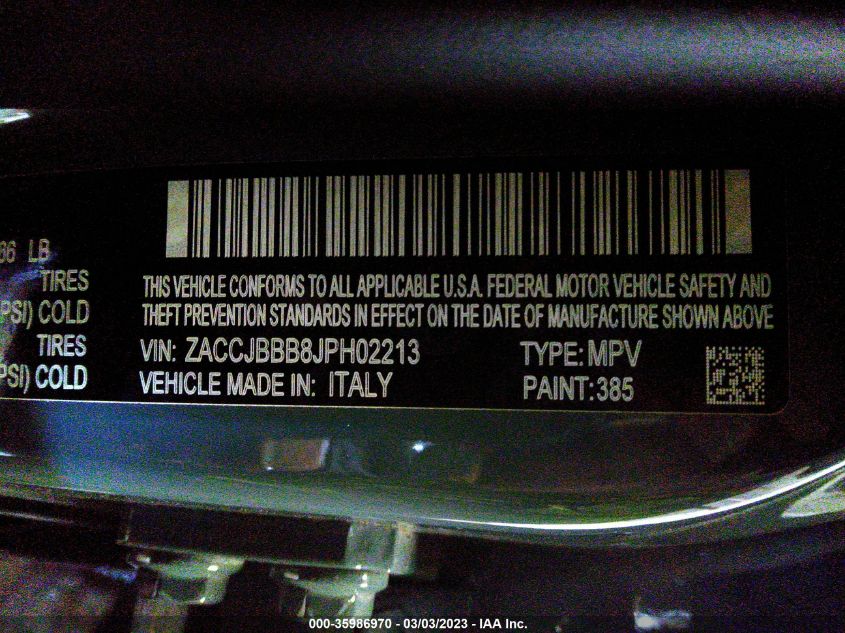 86 LB
TIRES
PSI) COLD
TIRES
PSI) COLD
THIS VEHICLE CONFORMS TO ALL APPLICABLE U.S.A. FEDERAL MOTOR VEHICLE SAFETY AND
THEFT PREVENTION STANDARDS IN EFFECT ON THE DATE OF MANUFACTURE SHOWN ABOVE
VIN: ZACCJBBB8JPH02213 TYPE: MPV
VEHICLE MADE IN: ITALY PAINT:385
000-35986970 - 03/03/2023 - IAA Inc.